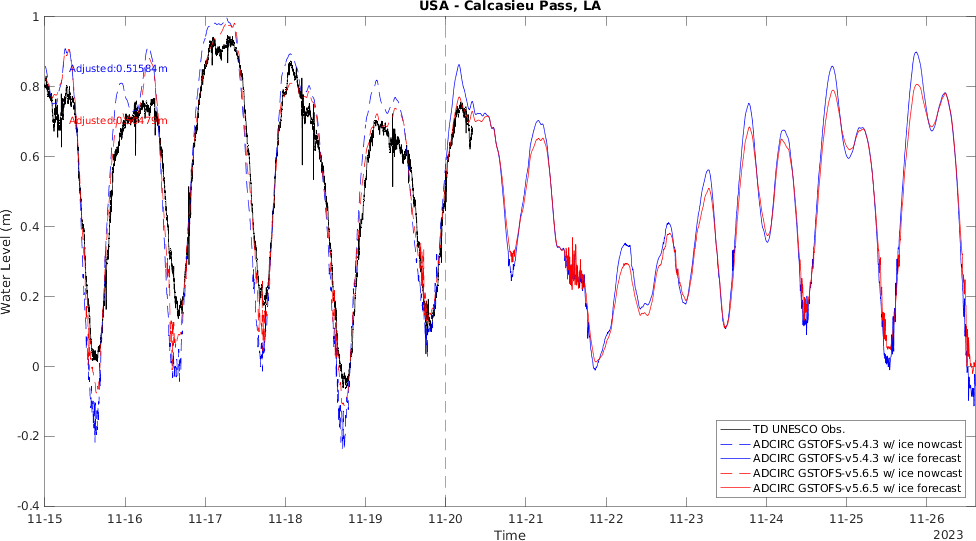 USA - Calcasieu Pass, LA
Water Level (m)
1
0.8
0.6
0.4
0.2
0
-0.2
-0.4
Adjusted:0.51584m
TD UNESCO Obs.
ADCIRC GSTOFS-v5.4.3 w/ ice nowcast
ADCIRC GSTOFS-v5.4.3 w/ ice forecast
ADCIRC GSTOFS-v5.6.5 w/ ice nowcast
ADCIRC GSTOFS-v5.6.5 w/ ice forecast
11-15 11-16 11-17 11-18 11-19 11-20 11-21 11-22 11-23 11-24 11-25 11-26
Time
2023